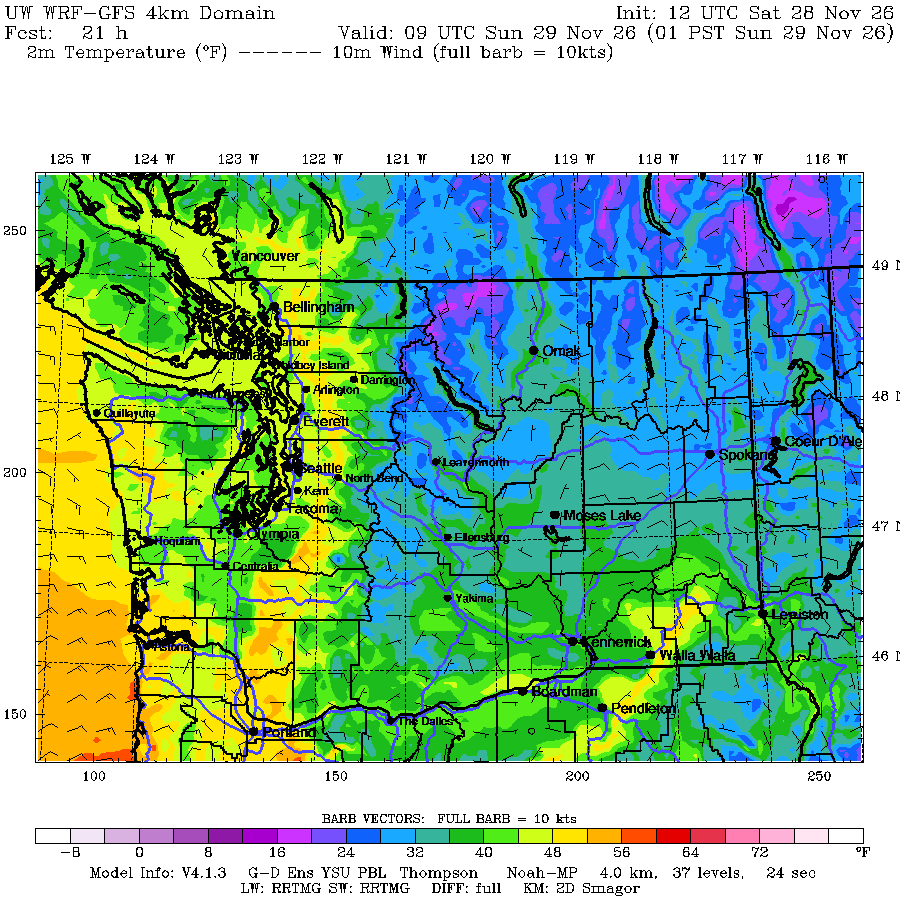 UW WRF-GFS 4km Domain Init: 12 UTC Sat 28 Nov 26
Fcst: 21 h Valid: 09 UTC Sun 29 Nov 26 (01 PST Sun 29 Nov 26)
2m Temperature (°F) ------ 10m Wind (full barb = 10kts)
125 W 124 W 123 W 122 W 121 W 120 W 119 W 118 W 117 W 116 W
250
Vancouver
49 N
Bellingham
Harbor
Omak
Whidbey Island
Darrington
Arlington
Port Angeles
48 N
Quillayute
Everett
Coeur D'Ale
Spokane
Leavenworth
200
Seattle
North Bend
Kent
Tacoma
Moses Lake
47 N
Olympia
Hoquiam
Ellensburg
Centralia
Yakima
Lewiston
Kennewick
Astoria
Walla Walla
46 N
Boardman
Pendleton
150
The Dalles
Portland
100 150 200 250
BARB VECTORS: FULL BARB = 10 kts
-8 0 8 16 24 32 40 48 56 64 72 °F
Model Info: V4.1.3 G-D Ens YSU PBL Thompson Noah-MP 4.0 km, 37 levels, 24 sec
LW: RRTMG SW: RRTMG DIFF: full KM: 2D Smagor